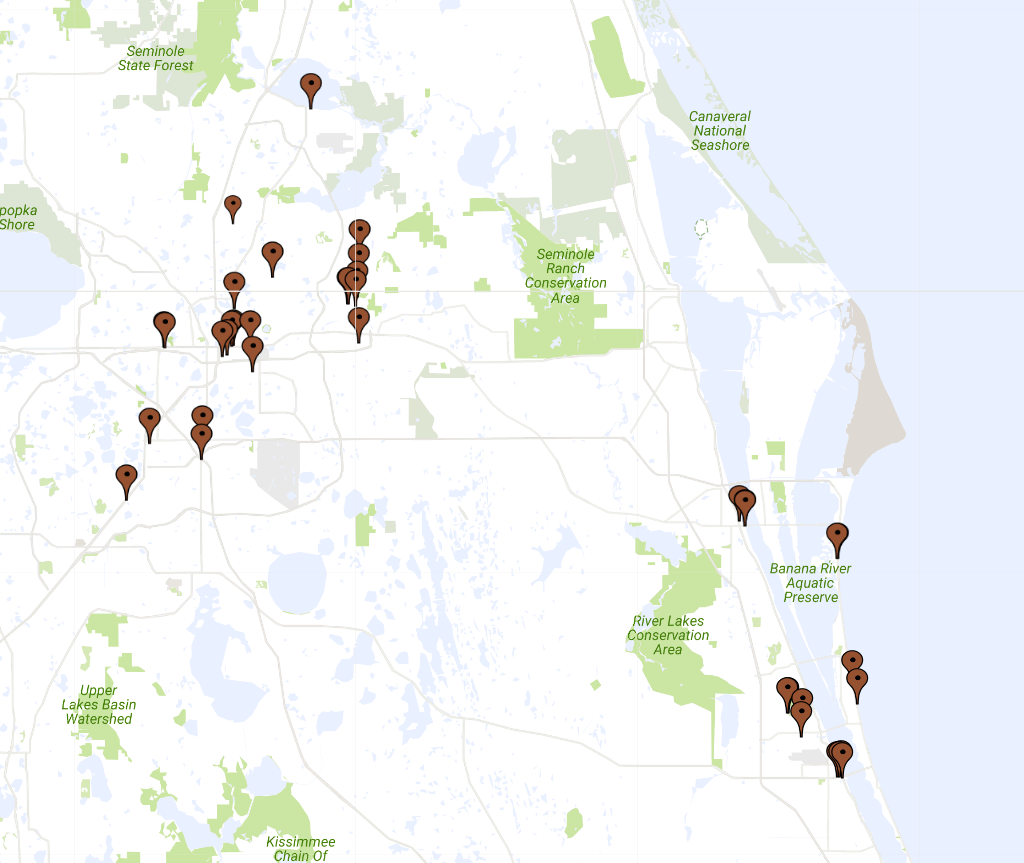 Seminole
State Forest
Canaveral
National
Seashore
popka
Shore
Seminole
Ranch
Conservation
Area
Banana River
Aquatic
Preserve
River Lakes
Conservation
Area
Upper
Lakes Basin
Watershed
Kissimmee
Chain Of